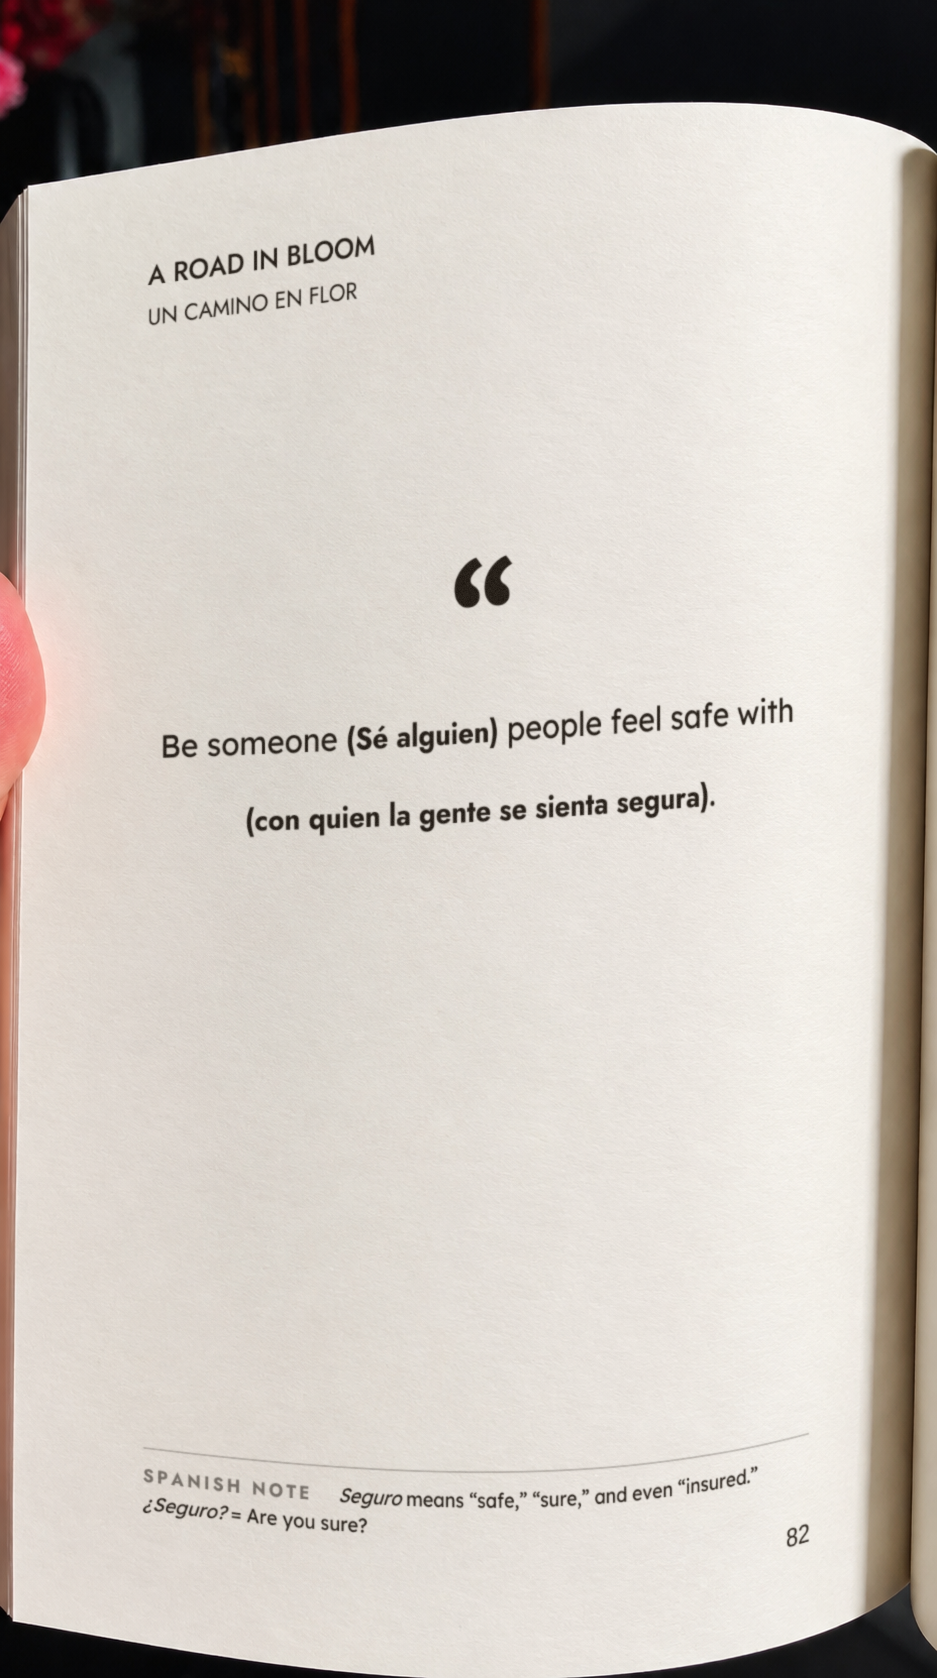 A ROAD IN BLOOM
UN CAMINO EN FLOR
“
Be someone (Sé alguien) people feel safe with
(con quien la gente se sienta segura).
SPANISH NOTE Seguro means “safe,” “sure,” and even “insured.”
¿Seguro? = Are you sure?
82